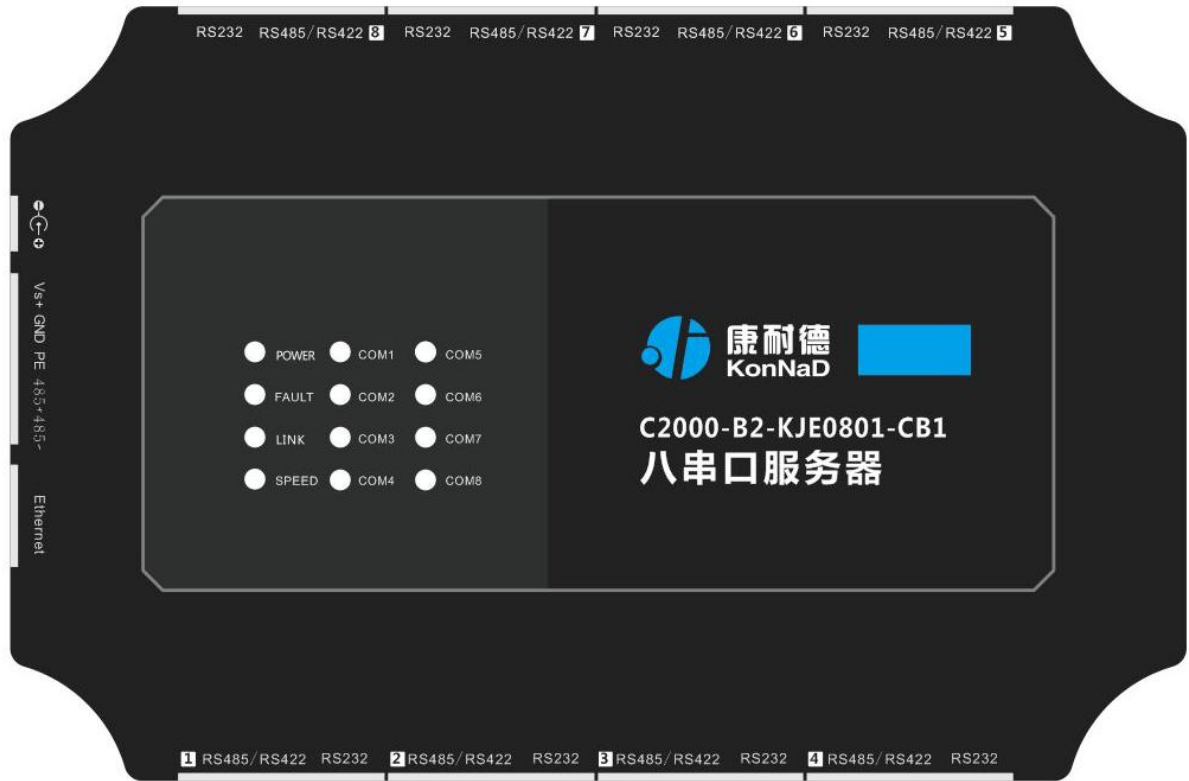 RS232 RS485/RS422 8 RS232 RS485/RS422 7 RS232 RS485/RS422 6 RS232 RS485/RS422 5
Vs+ GND PE 485+485-
Ethernet
POWER COM1 COM5
FAULT COM2 COM6
LINK COM3 COM7
SPEED COM4 COM8
康耐德
KonNaD
C2000-B2-KJE0801-CB1
八串口服务器
1 RS485/RS422 RS232 2 RS485/RS422 RS232 3 RS485/RS422 RS232 4 RS485/RS422 RS232